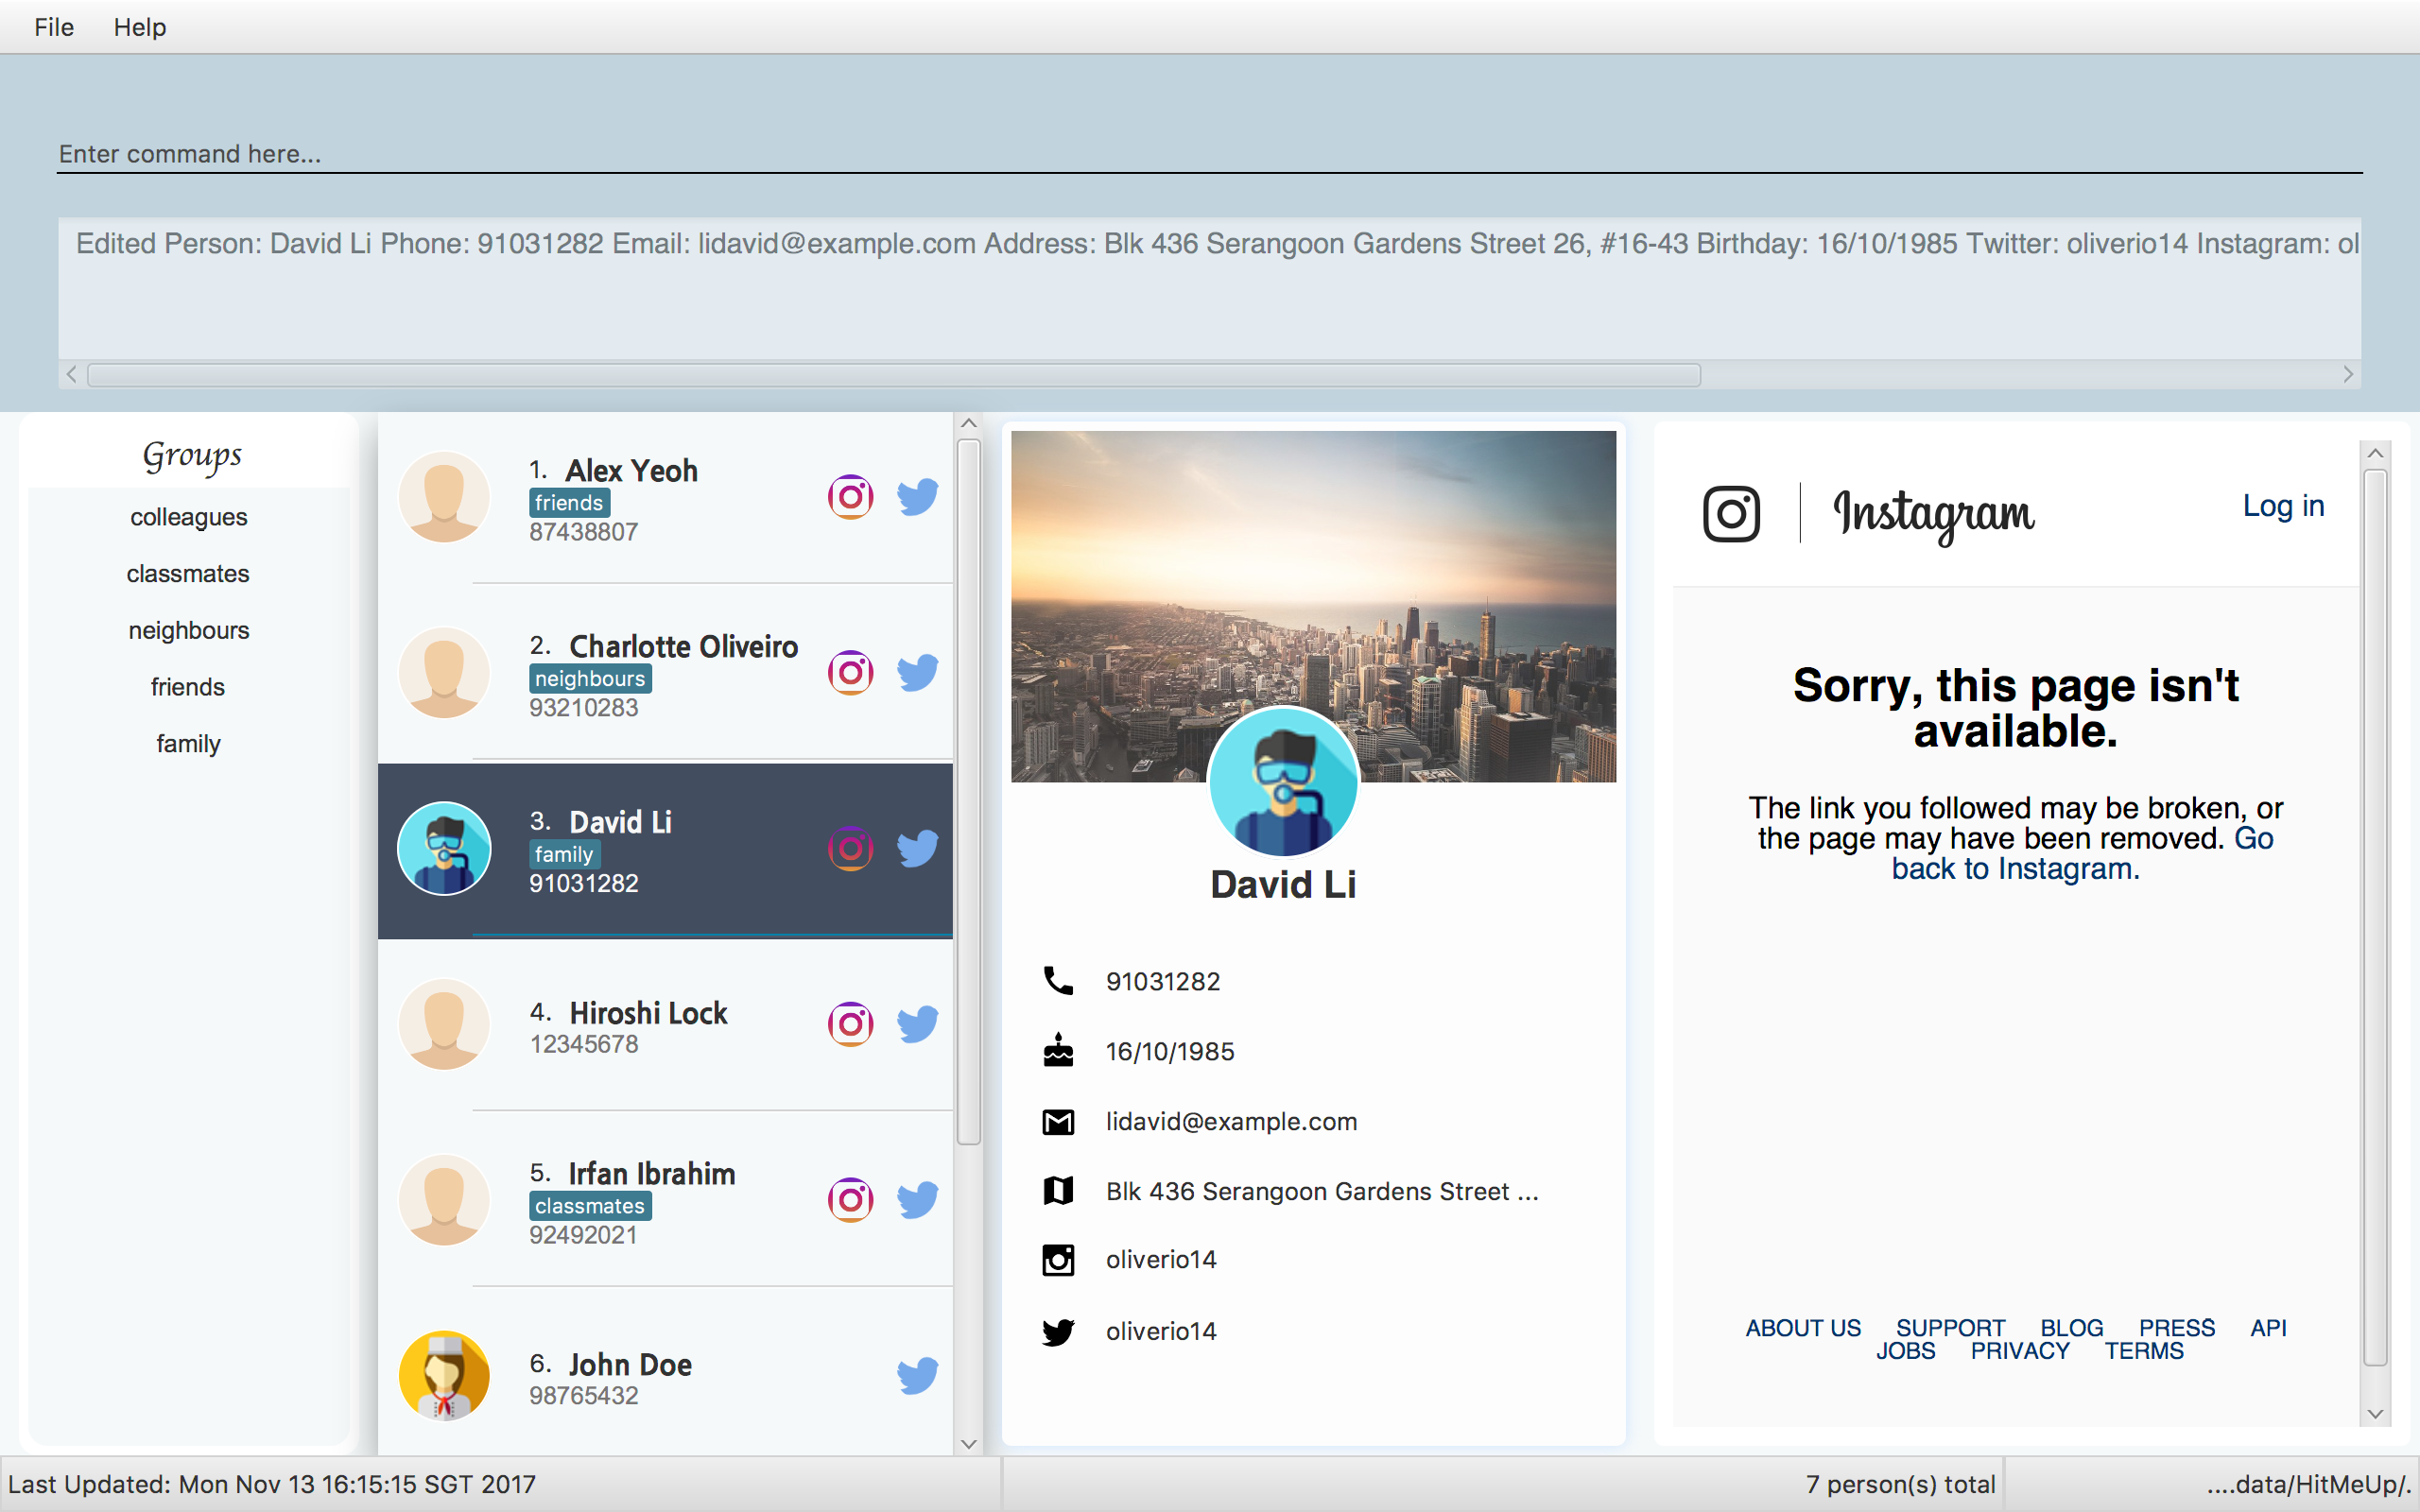 File Help
Enter command here...
Edited Person: David Li Phone: 91031282 Email: lidavid@example.com Address: Blk 436 Serangoon Gardens Street 26, #16-43 Birthday: 16/10/1985 Twitter: oliverio14 Instagram: ol
Groups
colleagues
classmates
neighbours
friends
family
1. Alex Yeoh
friends
87438807
2. Charlotte Oliveiro
neighbours
93210283
3. David Li
family
91031282
4. Hiroshi Lock
12345678
5. Irfan Ibrahim
classmates
92492021
6. John Doe
98765432
David Li
91031282
16/10/1985
lidavid@example.com
Blk 436 Serangoon Gardens Street ...
oliverio14
oliverio14
Instagram
Log in
Sorry, this page isn't
available.
The link you followed may be broken, or
the page may have been removed. Go
back to Instagram.
ABOUT US SUPPORT BLOG PRESS API
JOBS PRIVACY TERMS
Last Updated: Mon Nov 13 16:15:15 SGT 2017
7 person(s) total
....data/HitMeUp/.